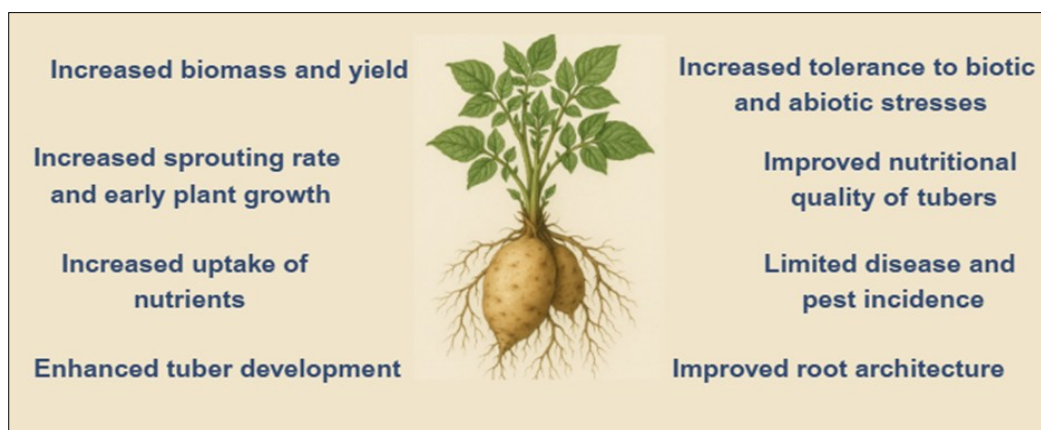 Increased biomass and yield
Increased sprouting rate
and early plant growth
Increased uptake of
nutrients
Enhanced tuber development
Increased tolerance to biotic
and abiotic stresses
Improved nutritional
quality of tubers
Limited disease and
pest incidence
Improved root architecture